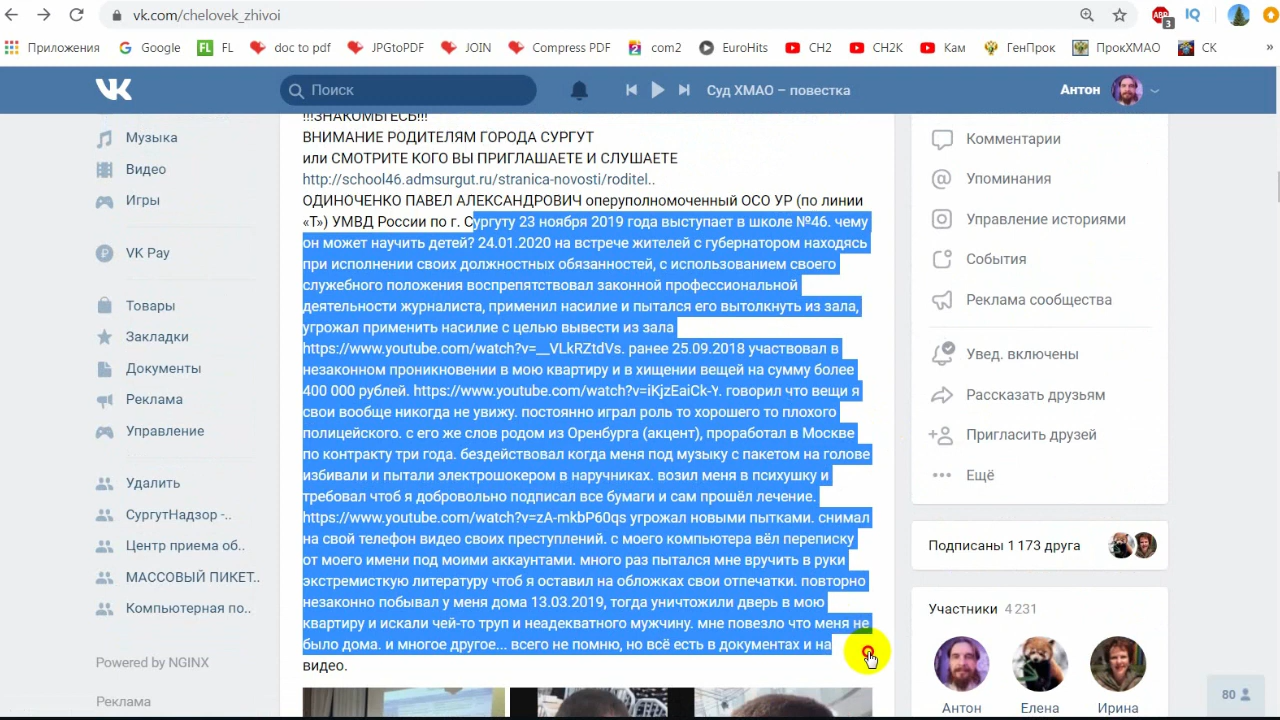 vk.com/chelovek_zhivoi
ABP
3
IQ
Приложения
Google
FL
FL
doc to pdf
JPGtoPDF
JOIN
Compress PDF
2
com2
EuroHits
CH2
CH2K
Кам
ГенПрок
ПрокХМАО
СК
»
Поиск
Суд ХМАО – повестка
Антон
Музыка
Видео
Игры
VK Pay
Товары
Закладки
Документы
Реклама
Управление
Удалить
СургутНадзор -..
Центр приема об..
МАССОВЫЙ ПИКЕТ..
Компьютерная по..
Powered by NGINX
Реклама
!!!ЗНАКОМЬТЕСЬ!!!
ВНИМАНИЕ РОДИТЕЛЯМ ГОРОДА СУРГУТ
или СМОТРИТЕ КОГО ВЫ ПРИГЛАШАЕТЕ И СЛУШАЕТЕ
http://school46.admsurgut.ru/stranica-novosti/roditel..
ОДИНОЧЕНКО ПАВЕЛ АЛЕКСАНДРОВИЧ оперуполномоченный ОСО УР (по линии
«Т») УМВД России по г. Сургуту 23 ноября 2019 года выступает в школе №46. чему
он может научить детей? 24.01.2020 на встрече жителей с губернатором находясь
при исполнении своих должностных обязанностей, с использованием своего
служебного положения воспрепятствовал законной профессиональной
деятельности журналиста, применил насилие и пытался его вытолкнуть из зала,
угрожал применить насилие с целью вывести из зала
https://www.youtube.com/watch?v=__VLkRZtdVs. ранее 25.09.2018 участвовал в
незаконном проникновении в мою квартиру и в хищении вещей на сумму более
400 000 рублей. https://www.youtube.com/watch?v=iKjzEaiCk-Y. говорил что вещи я
свои вообще никогда не увижу. постоянно играл роль то хорошего то плохого
полицейского. с его же слов родом из Оренбурга (акцент), проработал в Москве
по контракту три года. бездействовал когда меня под музыку с пакетом на голове
избивали и пытали электрошокером в наручниках. возил меня в психушку и
требовал чтоб я добровольно подписал все бумаги и сам прошёл лечение.
https://www.youtube.com/watch?v=zA-mkbP60qs угрожал новыми пытками. снимал
на свой телефон видео своих преступлений. с моего компьютера вёл переписку
от моего имени под моими аккаунтами. много раз пытался мне вручить в руки
экстремисткую литературу чтоб я оставил на обложках свои отпечатки. повторно
незаконно побывал у меня дома 13.03.2019, тогда уничтожили дверь в мою
квартиру и искали чей-то труп и неадекватного мужчину. мне повезло что меня не
было дома. и многое другое... всего не помню, но всё есть в документах и на
видео.
Комментарии
Упоминания
Управление историями
События
Реклама сообщества
Увед. включены
Рассказать друзьям
Пригласить друзей
Ещё
Подписаны 1 173 друга
Участники 4 231
Антон
Елена
Ирина
80